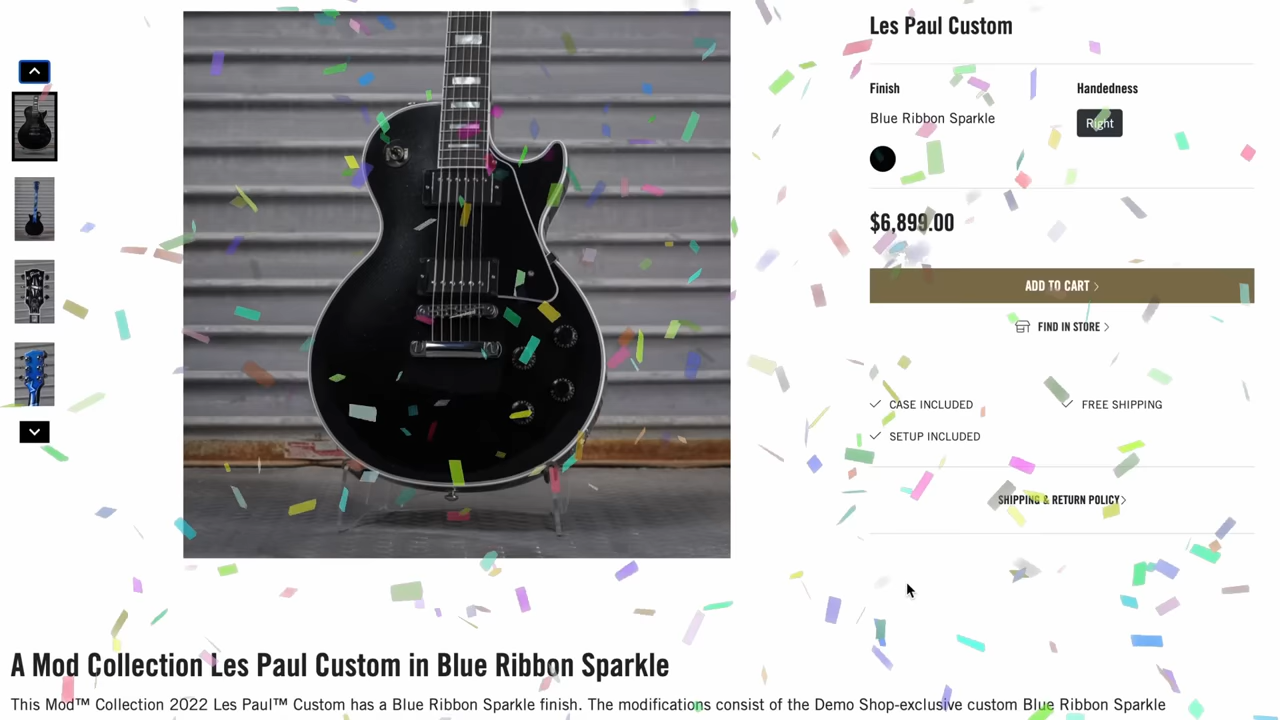 Les Paul Custom
Finish
Handedness
Blue Ribbon Sparkle
Right
$6,899.00
ADD TO CART
FIND IN STORE
CASE INCLUDED
FREE SHIPPING
SETUP INCLUDED
SHIPPING & RETURN POLICY
A Mod Collection Les Paul Custom in Blue Ribbon Sparkle
This Mod™ Collection 2022 Les Paul™ Custom has a Blue Ribbon Sparkle finish. The modifications consist of the Demo Shop-exclusive custom Blue Ribbon Sparkle